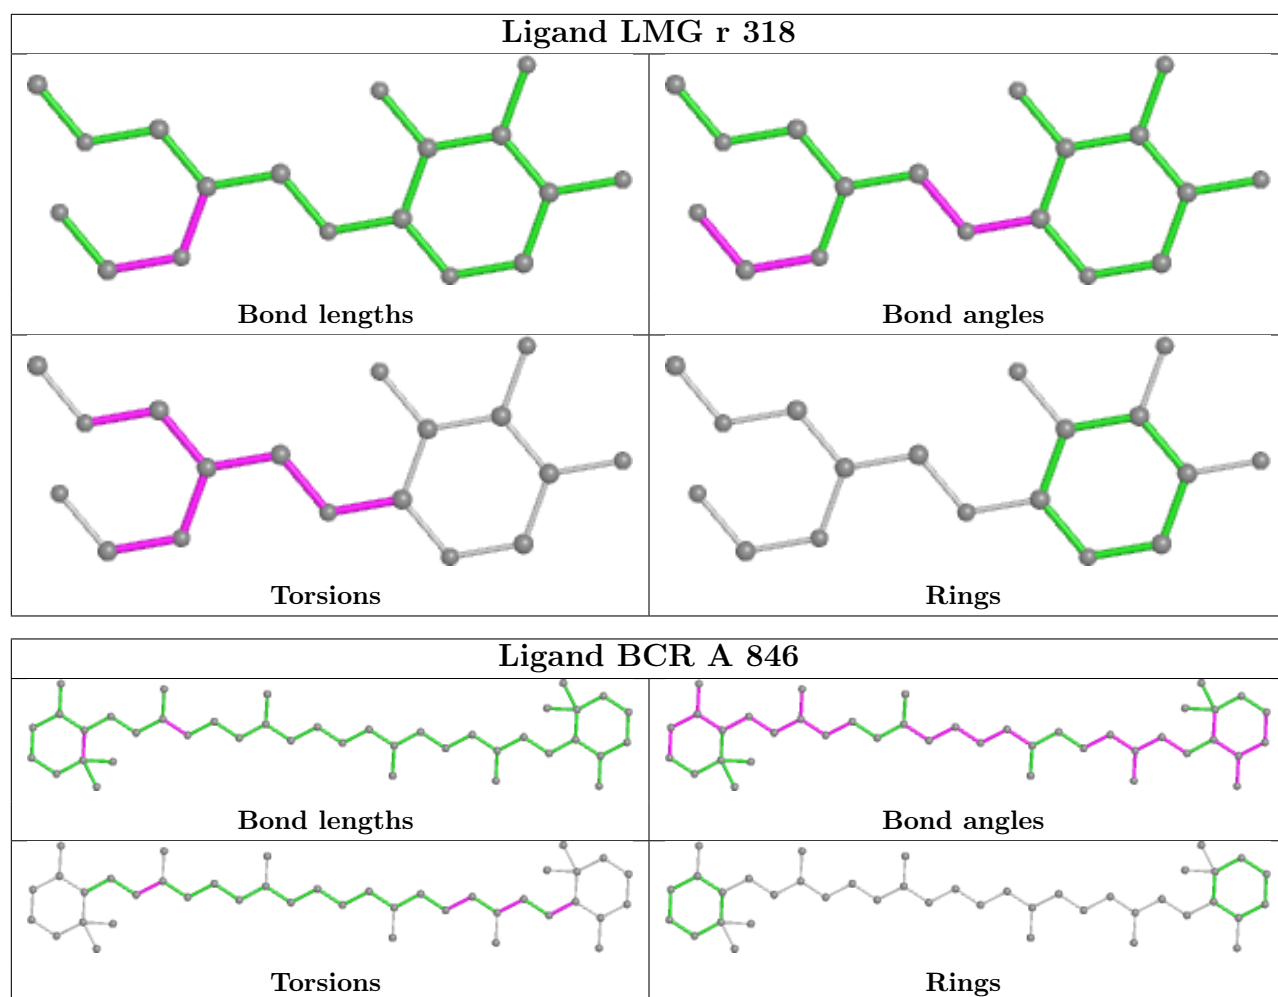 Ligand LMG r 318
Bond lengths
Bond angles
Torsions
Rings
Ligand BCR A 846
Bond lengths
Bond angles
Torsions
Rings